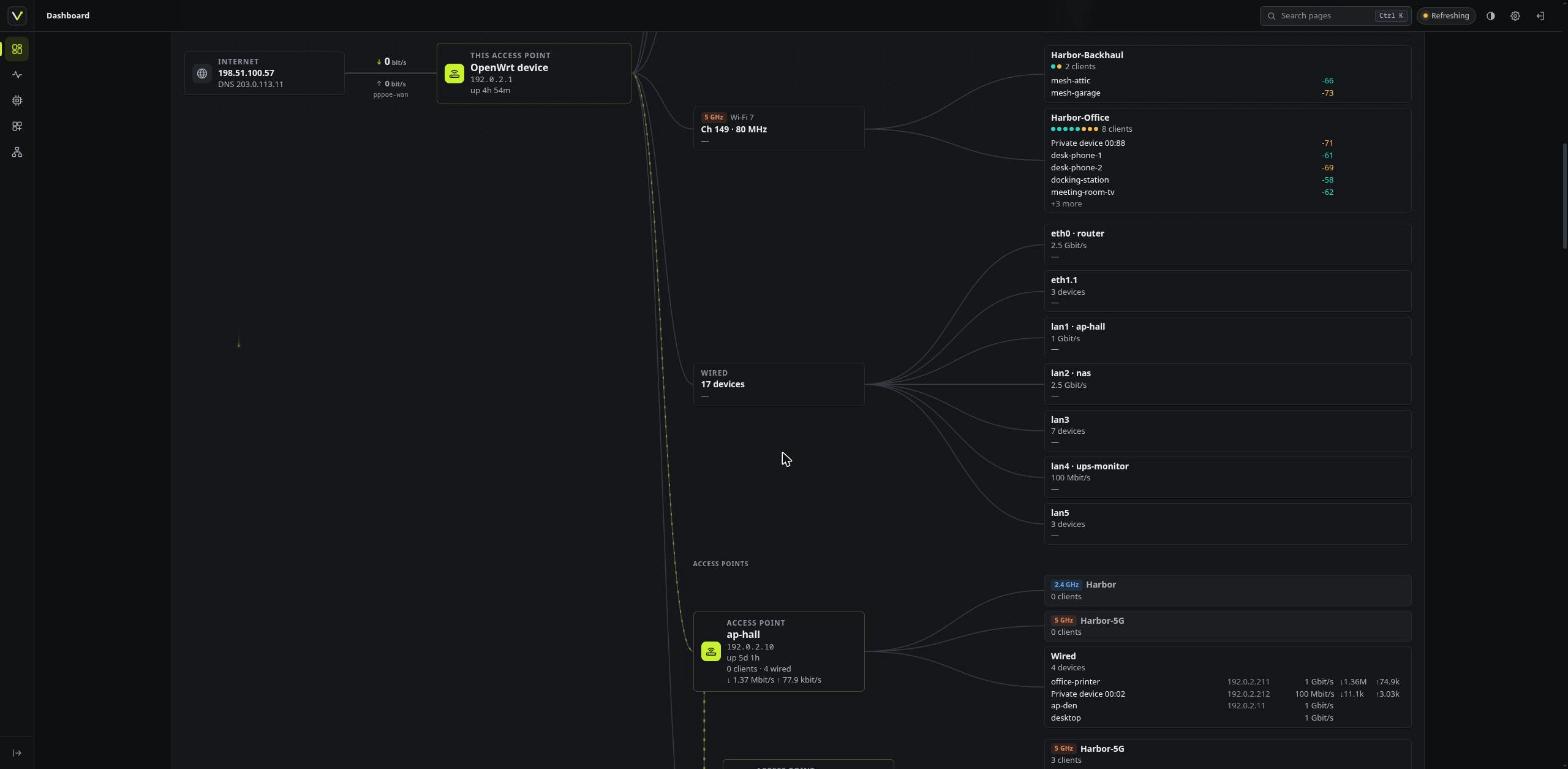 Dashboard
Search pages
Ctrl K
Refreshing
INTERNET
198.51.100.57
DNS 203.0.113.11
↓ 0 bit/s
↑ 0 bit/s
pppoe-wan
THIS ACCESS POINT
OpenWrt device
192.0.2.1
up 4h 54m
5 GHz Wi-Fi 7
Ch 149 · 80 MHz
—
Harbor-Backhaul
2 clients
mesh-attic -66
mesh-garage -73
Harbor-Office
8 clients
Private device 00:88 -71
desk-phone-1 -61
desk-phone-2 -69
docking-station -58
meeting-room-tv -62
+3 more
WIRED
17 devices
—
eth0 · router
2.5 Gbit/s
—
eth1.1
3 devices
—
lan1 · ap-hall
1 Gbit/s
—
lan2 · nas
2.5 Gbit/s
—
lan3
7 devices
—
lan4 · ups-monitor
100 Mbit/s
—
lan5
3 devices
—
ACCESS POINTS
ACCESS POINT
ap-hall
192.0.2.10
up 5d 1h
0 clients · 4 wired
↓ 1.37 Mbit/s ↑ 77.9 kbit/s
2.4 GHz Harbor
0 clients
5 GHz Harbor-5G
0 clients
Wired
4 devices
office-printer 192.0.2.211 1 Gbit/s ↓1.36M ↑74.9k
Private device 00:02 192.0.2.212 100 Mbit/s ↓11.1k ↑3.03k
ap-den 192.0.2.11 1 Gbit/s
desktop 1 Gbit/s
5 GHz Harbor-5G
3 clients
ACCESS POINT